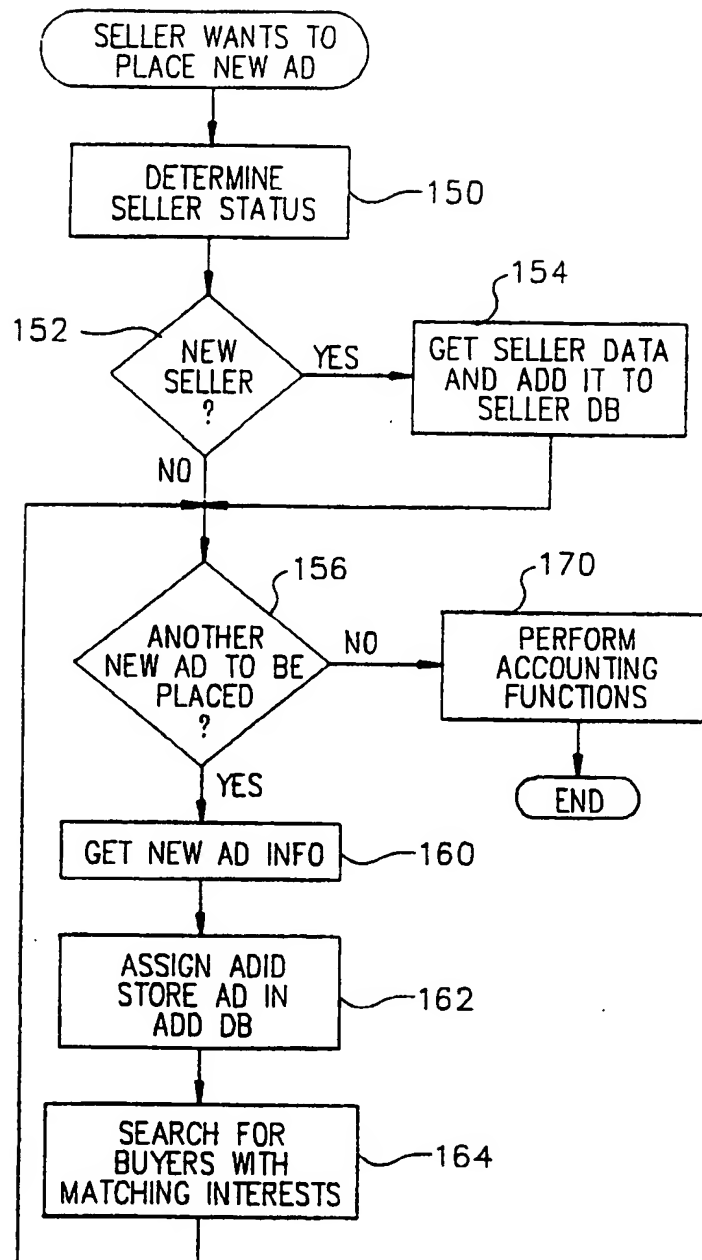 SELLER WANTS TO
PLACE NEW AD
DETERMINE
SELLER STATUS
150
152
NEW
SELLER
?
YES
154
GET SELLER DATA
AND ADD IT TO
SELLER DB
NO
156
ANOTHER
NEW AD TO BE
PLACED
?
NO
170
PERFORM
ACCOUNTING
FUNCTIONS
END
YES
GET NEW AD INFO
160
ASSIGN ADID
STORE AD IN
ADD DB
162
SEARCH FOR
BUYERS WITH
MATCHING INTERESTS
164